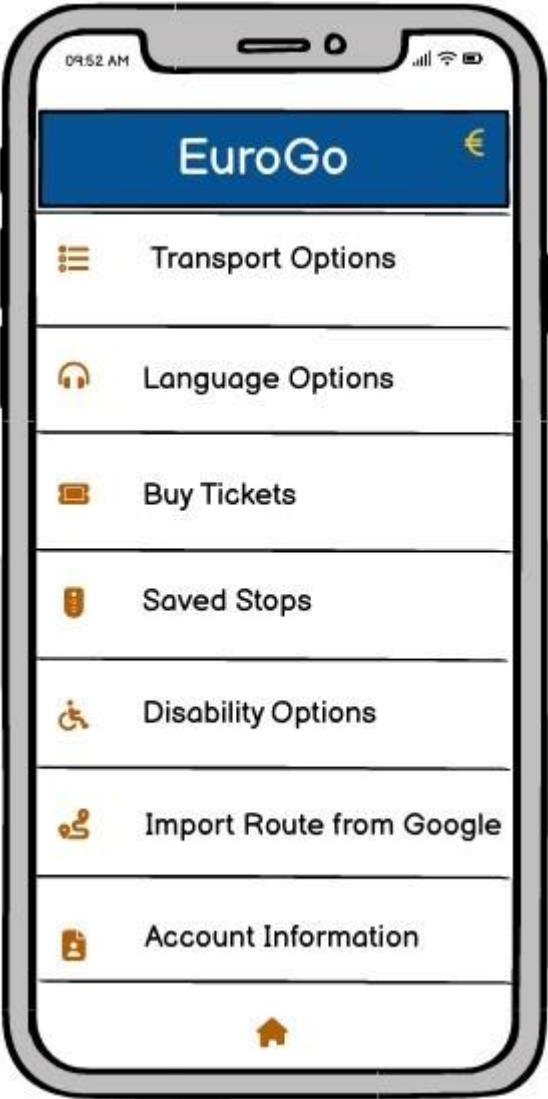 09:52 AM
EuroGo
€
Transport Options
Language Options
Buy Tickets
Saved Stops
Disability Options
Import Route from Google
Account Information